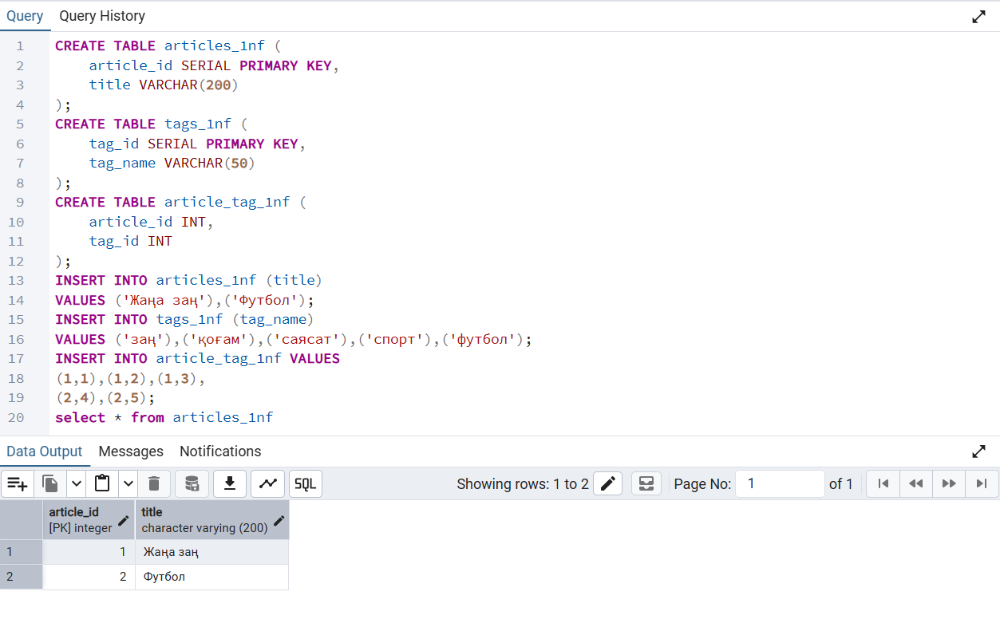 Query Query History
1 CREATE TABLE articles_1nf (
2 article_id SERIAL PRIMARY KEY,
3 title VARCHAR(200)
4 );
5 CREATE TABLE tags_1nf (
6 tag_id SERIAL PRIMARY KEY,
7 tag_name VARCHAR(50)
8 );
9 CREATE TABLE article_tag_1nf (
10 article_id INT,
11 tag_id INT
12 );
13 INSERT INTO articles_1nf (title)
14 VALUES ('Жаңа заң'),('Футбол');
15 INSERT INTO tags_1nf (tag_name)
16 VALUES ('заң'),('қоғам'),('саясат'),('спорт'),('футбол');
17 INSERT INTO article_tag_1nf VALUES
18 (1,1),(1,2),(1,3),
19 (2,4),(2,5);
20 select * from articles_1nf
Data Output Messages Notifications
SQL Showing rows: 1 to 2 Page No: 1 of 1
article_id title
[PK] integer character varying (200)
1 1 Жаңа заң
2 2 Футбол